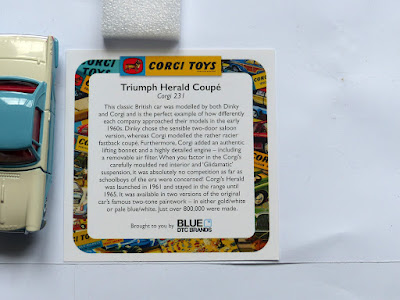 CORGI TOYS
Triumph Herald Coupé
Corgi 231
This classic British car was modelled by both Dinky
and Corgi and is the perfect example of how differently
each company approached their models in the early
1960s. Dinky chose the sensible two-door saloon
version, whereas Corgi modelled the rather racier
fastback coupé. Furthermore, Corgi added an authentic
lifting bonnet and a highly detailed engine – including
a removable air filter. When you factor in the Corgi's
carefully moulded red interior and 'Glidamatic'
suspension, it was absolutely no competition as far as
schoolboys of the era were concerned! Corgi's Herald
was launched in 1961 and stayed in the range until
1965. It was available in two versions of the original
car's famous two-tone paintwork – in either gold/white
or pale blue/white. Just over 800,000 were made.
Brought to you by BLUE
DTC BRANDS